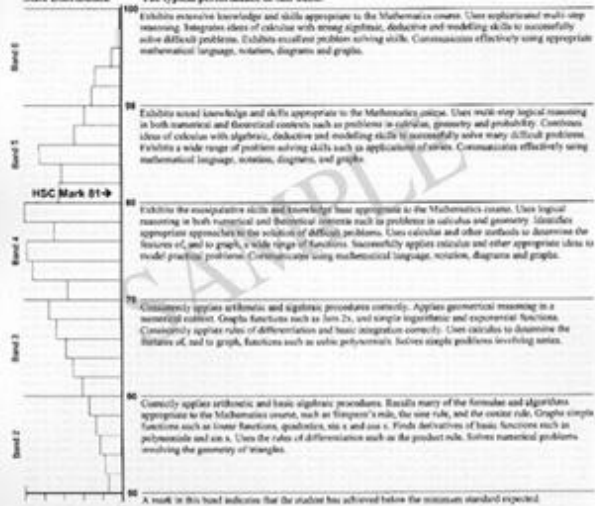 100
Exhibits extensive knowledge and skills appropriate to the Mathematics course. Uses sophisticated multi-step
reasoning. Integrates ideas of calculus with strong algebraic, deductive and modelling skills to successfully
solve difficult problems. Exhibits excellent problem solving skills. Communicates effectively using appropriate
mathematical language, notation, diagrams and graphs.
Band 6
90
Exhibits sound knowledge and skills appropriate to the Mathematics course. Uses multi-step logical reasoning
in both numerical and theoretical contexts such as problems in calculus, geometry and probability. Combines
ideas of calculus with algebraic, deductive and modelling skills to successfully solve many difficult problems.
Exhibits a wide range of problem solving skills such as applications of series. Communicates effectively using
mathematical language, notation, diagrams and graphs.
Band 5
HSC Mark 81→
80
Exhibits the manipulative skills and knowledge base appropriate to the Mathematics course. Uses logical
reasoning in both numerical and theoretical contexts such as problems in calculus and geometry. Identifies
appropriate approaches to the solution of difficult problems. Uses calculus and other methods to determine the
features of, and to graph, a wide range of functions. Successfully applies calculus and other appropriate ideas to
model practical problems. Communicates using mathematical language, notation, diagrams and graphs.
Band 4
SAMPLE
70
Consistently applies arithmetic and algebraic procedures correctly. Applies geometrical reasoning in a
numerical context. Graphs functions such as 2x, and simple logarithmic and exponential functions.
Consistently applies rules of differentiation and basic integration correctly. Uses calculus to determine the
features of, and to graph, functions such as cubic polynomials. Solves simple problems involving series.
Band 3
60
Correctly applies arithmetic and basic algebraic procedures. Recalls many of the formulae and algorithms
appropriate to the Mathematics course, such as Simpson's rule, the sine rule, and the cosine rule. Graphs simple
functions such as linear functions, quadratics, sin x and cos x. Finds derivatives of basic functions such as
polynomials and sin x. Uses the rules of differentiation such as the product rule. Solves numerical problems
involving the geometry of triangles.
Band 2
50
A mark in this band indicates that the student has achieved below the minimum standard expected.